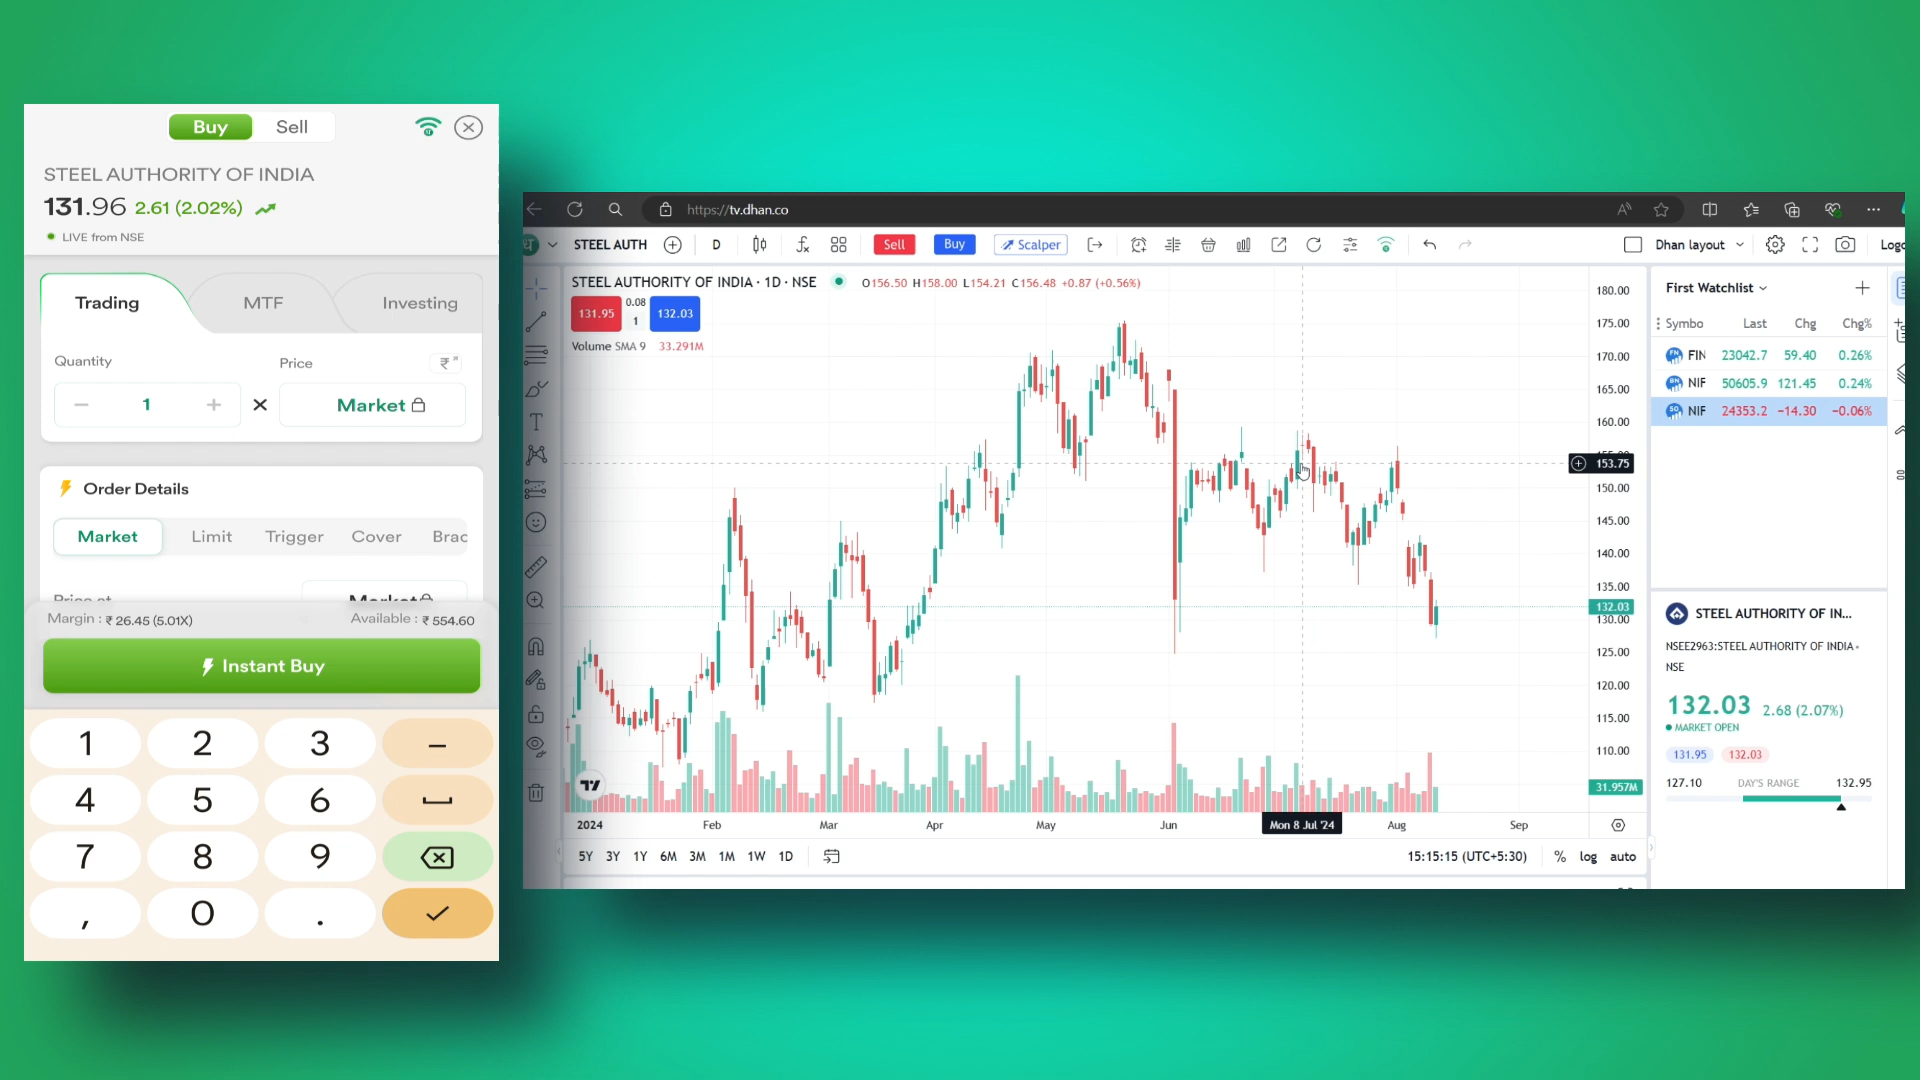 Buy Sell
STEEL AUTHORITY OF INDIA
131.96 2.61 (2.02%)
LIVE from NSE
Trading MTF Investing
Quantity Price ₹
− 1 + × Market
Order Details
Market Limit Trigger Cover Brac
Price at Market
Margin : ₹ 26.45 (5.01X) Available : ₹ 554.60
Instant Buy
1 2 3 −
4 5 6
7 8 9
, 0 .
https://tv.dhan.co
STEEL AUTH D Sell Buy Scalper Dhan layout Logo
STEEL AUTHORITY OF INDIA · 1D · NSE O156.50 H158.00 L154.21 C156.48 +0.87 (+0.56%)
131.95 0.08 1 132.03
Volume SMA 9 33.291M
180.00
175.00
170.00
165.00
160.00
153.75
150.00
145.00
140.00
135.00
132.03
130.00
125.00
120.00
115.00
110.00
31.957M
2024 Feb Mar Apr May Jun Mon 8 Jul '24 Aug Sep
5Y 3Y 1Y 6M 3M 1M 1W 1D 15:15:15 (UTC+5:30) % log auto
First Watchlist
Symbo Last Chg Chg%
FIN 23042.7 59.40 0.26%
NIF 50605.9 121.45 0.24%
NIF 24353.2 −14.30 −0.06%
STEEL AUTHORITY OF IN...
NSEE2963:STEEL AUTHORITY OF INDIA •
NSE
132.03 2.68 (2.07%)
MARKET OPEN
131.95 132.03
127.10 DAY'S RANGE 132.95